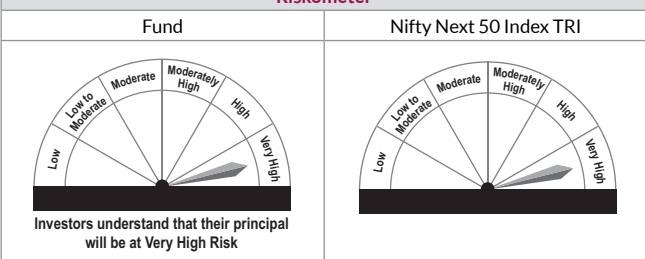 Riskometer
Fund
Nifty Next 50 Index TRI
Low
Low to
Moderate
Moderate
Moderately
High
High
Very High
Low
Low to
Moderate
Moderate
Moderately
High
High
Very High
Investors understand that their principal
will be at Very High Risk